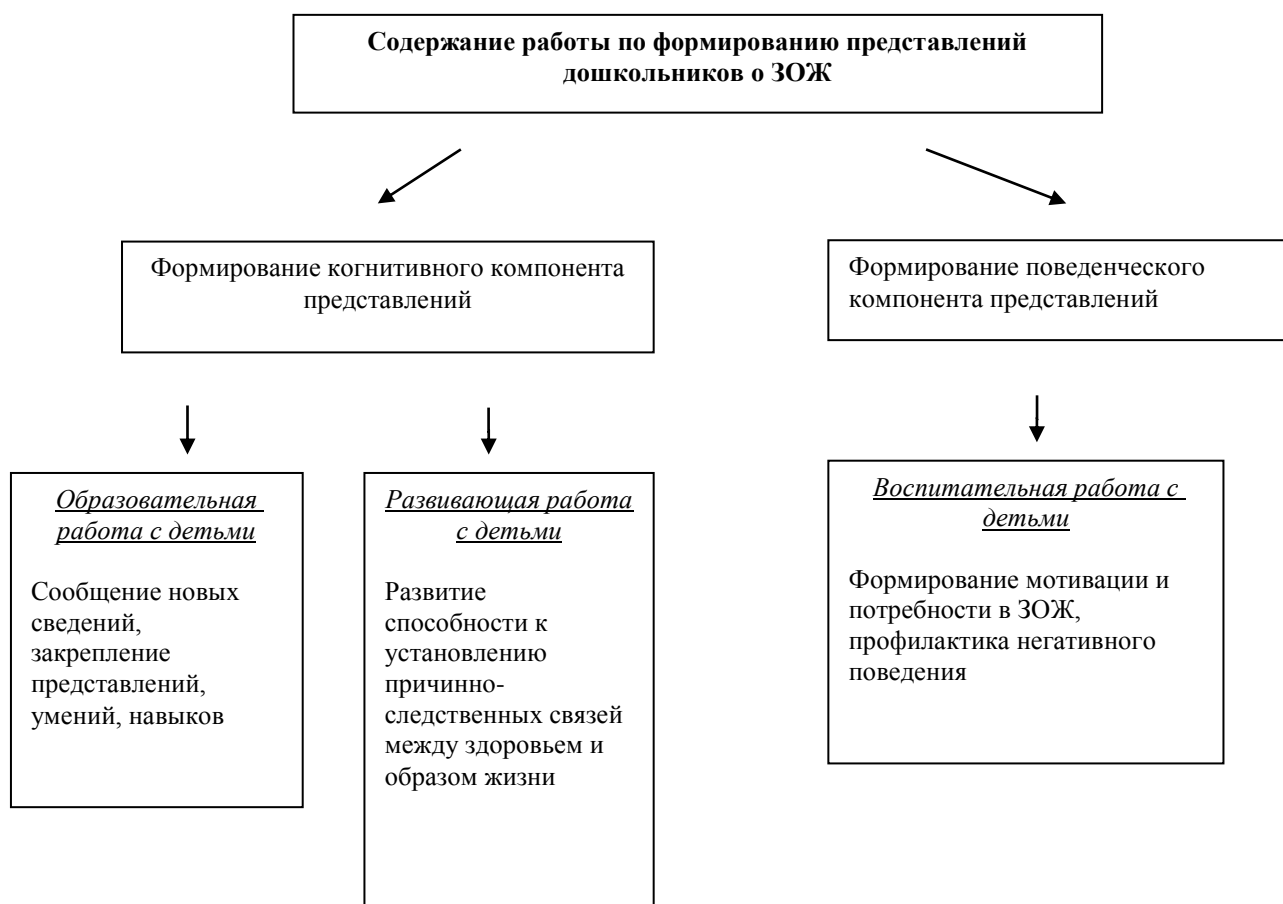 Содержание работы по формированию представлений
дошкольников о ЗОЖ
Формирование когнитивного компонента
представлений
Формирование поведенческого
компонента представлений
Образовательная
работа с детьми
Сообщение новых
сведений,
закрепление
представлений,
умений, навыков
Развивающая работа
с детьми
Развитие
способности к
установлению
причинно-
следственных связей
между здоровьем и
образом жизни
Воспитательная работа с
детьми
Формирование мотивации и
потребности в ЗОЖ,
профилактика негативного
поведения